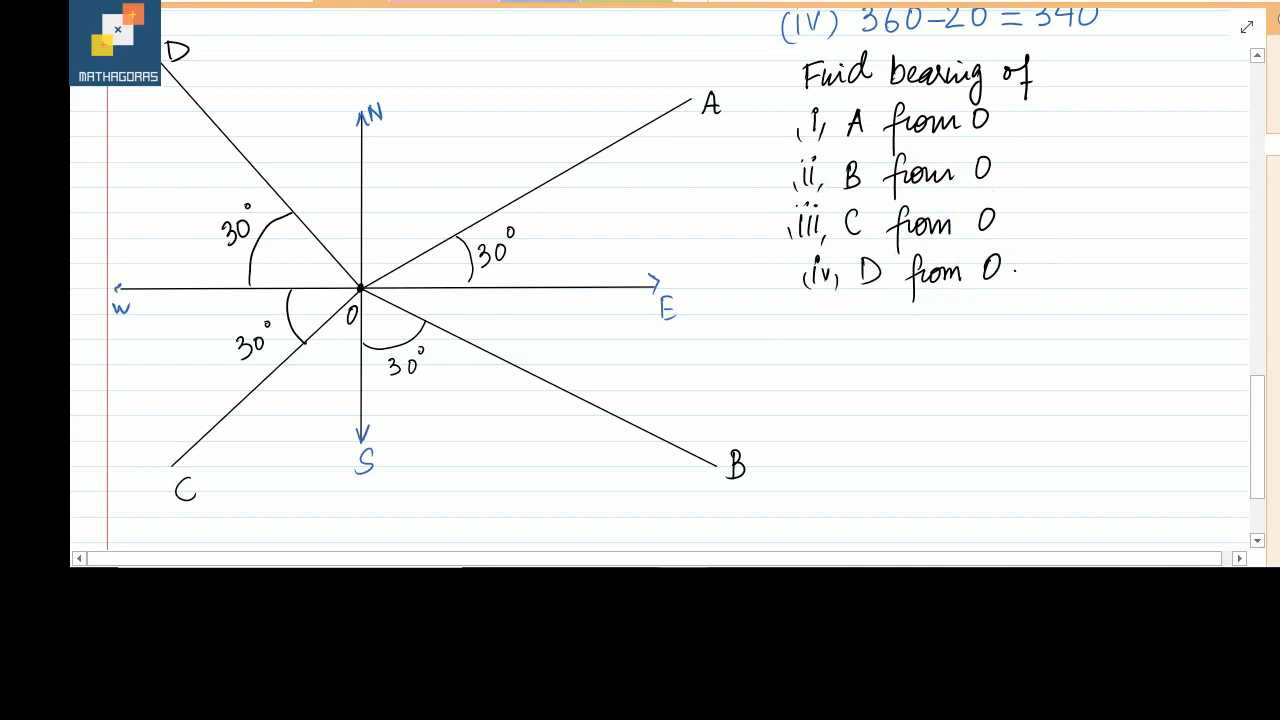 (iv) 360-20 = 340
MATHAGORAS
D
N
A
Find bearing of
(i) A from O
(ii) B from O
(iii) C from O
(iv) D from O.
30°
30°
W
O
E
30°
30°
S
C
B